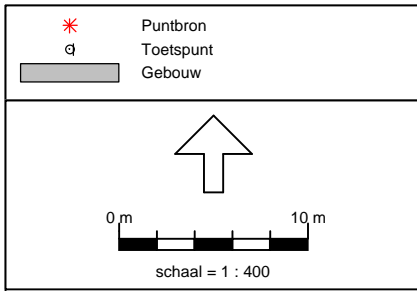 Puntbron
Toetspunt
Gebouw
0 m 10 m
schaal = 1 : 400